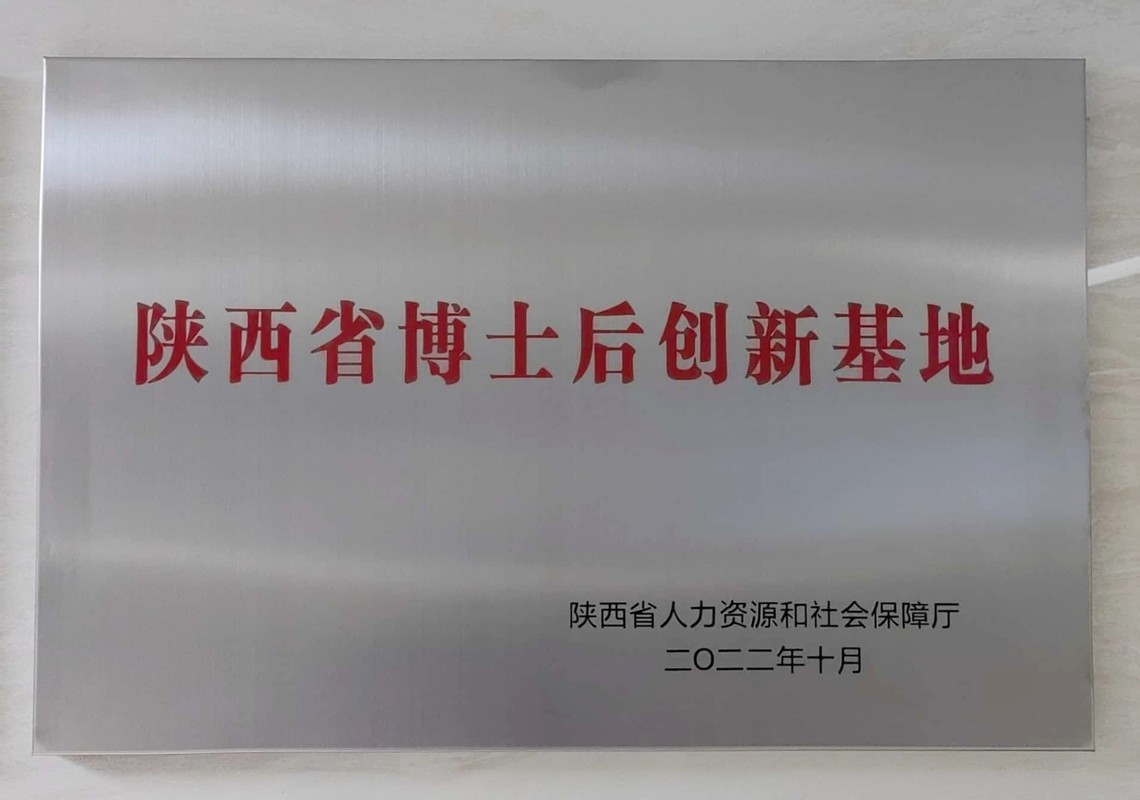 陕西省博士后创新基地
陕西省人力资源和社会保障厅
二O二二年十月